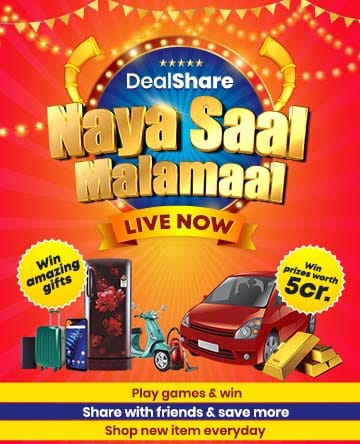 DealShare
Naya Saal
Malamaal
LIVE NOW
Win
amazing
gifts
Win
prizes worth
5cr.
Play games & win
Share with friends & save more
Shop new item everyday